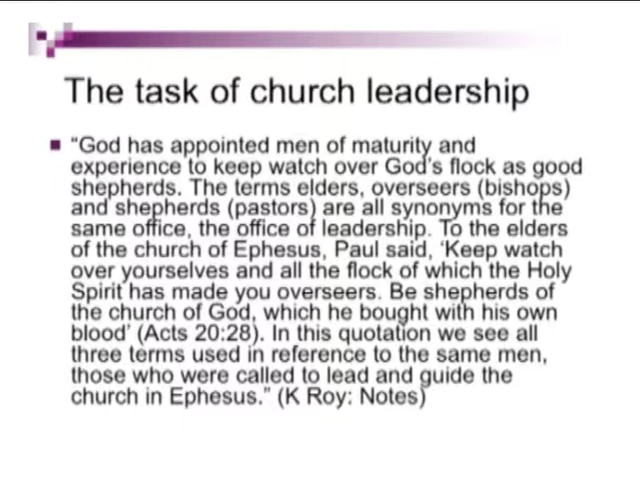 The task of church leadership
"God has appointed men of maturity and
experience to keep watch over God's flock as good
shepherds. The terms elders, overseers (bishops)
and shepherds (pastors) are all synonyms for the
same office, the office of leadership. To the elders
of the church of Ephesus, Paul said, 'Keep watch
over yourselves and all the flock of which the Holy
Spirit has made you overseers. Be shepherds of
the church of God, which he bought with his own
blood' (Acts 20:28). In this quotation we see all
three terms used in reference to the same men,
those who were called to lead and guide the
church in Ephesus." (K Roy: Notes)